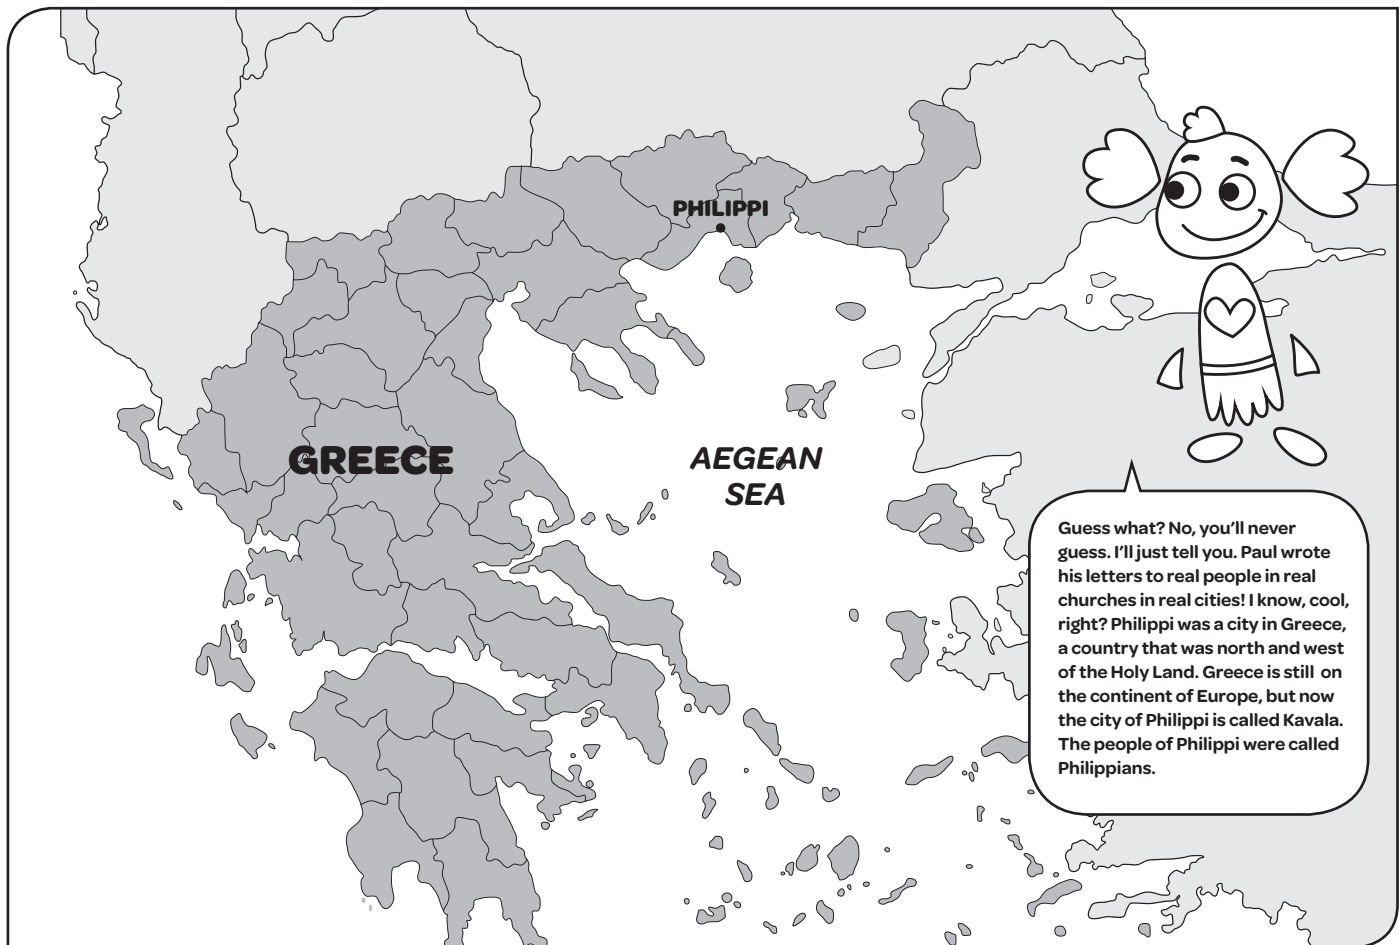 PHILIPPI
GREECE
AEGEAN
SEA
Guess what? No, you’ll never
guess. I’ll just tell you. Paul wrote
his letters to real people in real
churches in real cities! I know, cool,
right? Philippi was a city in Greece,
a country that was north and west
of the Holy Land. Greece is still on
the continent of Europe, but now
the city of Philippi is called Kavala.
The people of Philippi were called
Philippians.